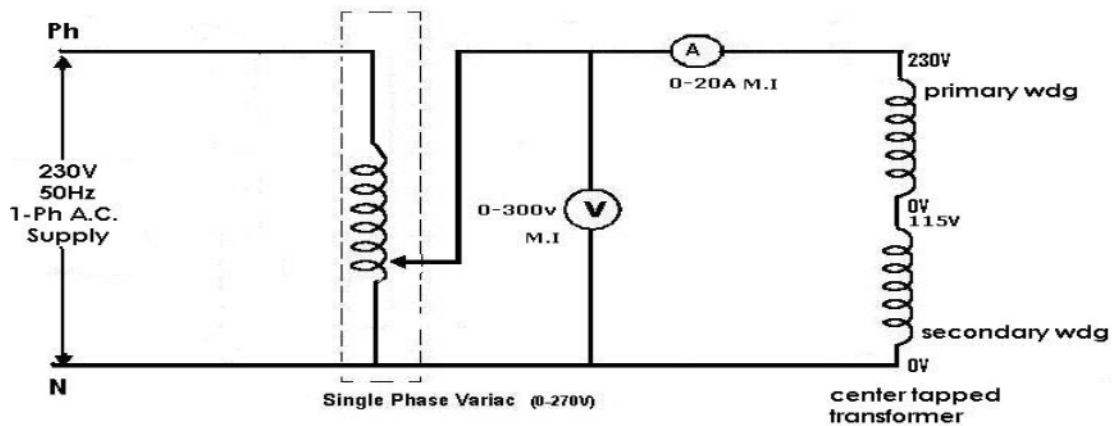 Ph
230V
50Hz
1-Ph A.C.
Supply
N
Single Phase Variac (0-270V)
0-300v
M.I
V
A
0-20A M.I
230V
primary wdg
0V
115V
secondary wdg
0V
center tapped
transformer